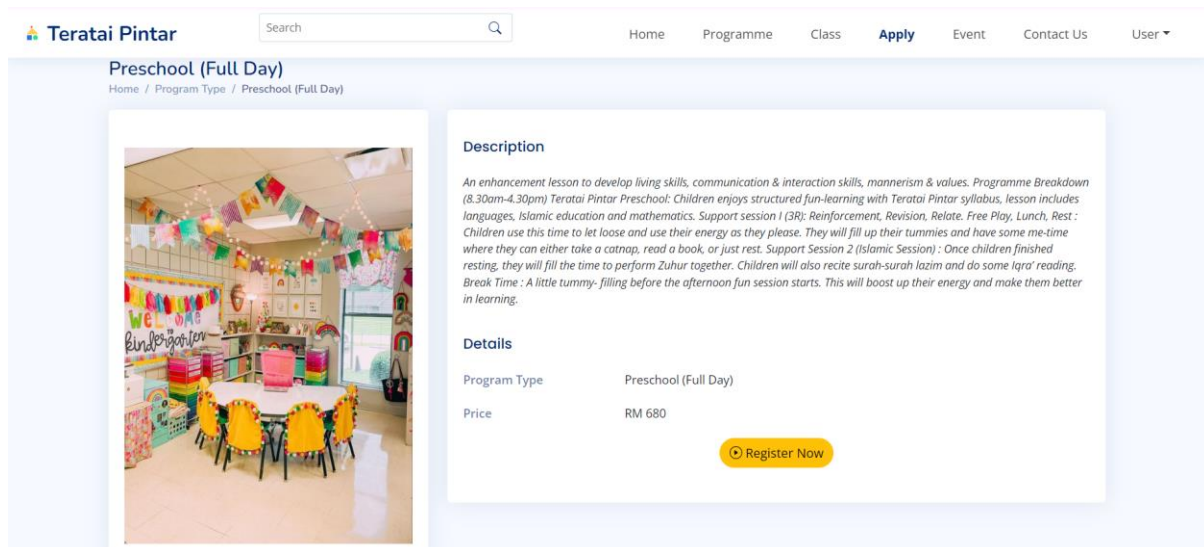 Teratai Pintar
Search
Home Programme Class Apply Event Contact Us User
Preschool (Full Day)
Home / Program Type / Preschool (Full Day)
WELCOME
kindergarten
Description
An enhancement lesson to develop living skills, communication & interaction skills, mannerism & values. Programme Breakdown
(8.30am-4.30pm) Teratai Pintar Preschool: Children enjoys structured fun-learning with Teratai Pintar syllabus, lesson includes
languages, Islamic education and mathematics. Support session I (3R): Reinforcement, Revision, Relate. Free Play, Lunch, Rest :
Children use this time to let loose and use their energy as they please. They will fill up their tummies and have some me-time
where they can either take a catnap, read a book, or just rest. Support Session 2 (Islamic Session) : Once children finished
resting, they will fill the time to perform Zuhur together. Children will also recite surah-surah lazim and do some Iqra' reading.
Break Time : A little tummy- filling before the afternoon fun session starts. This will boost up their energy and make them better
in learning.
Details
Program Type Preschool (Full Day)
Price RM 680
Register Now